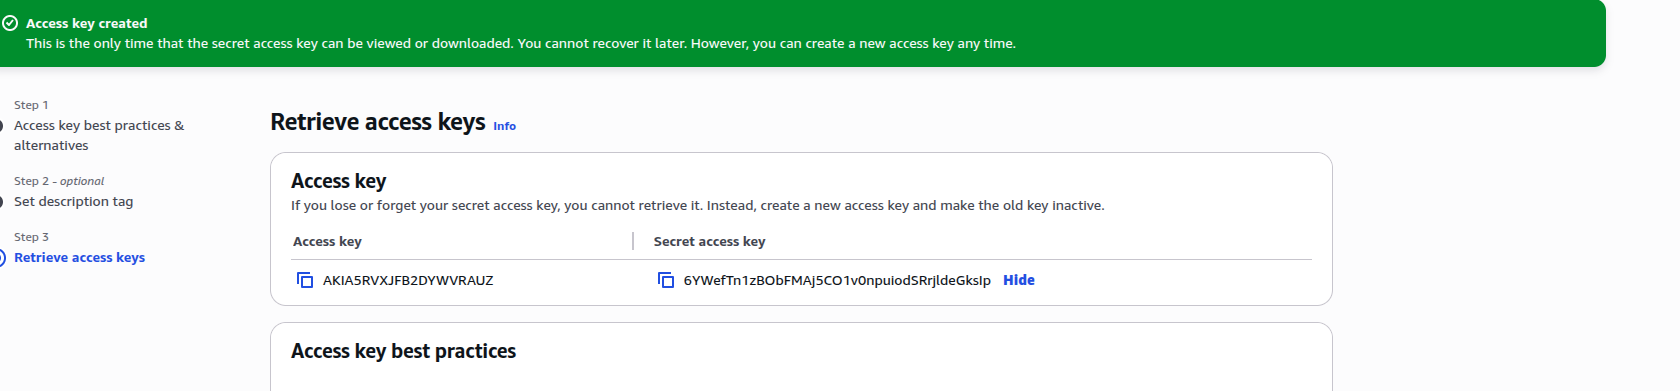 Access key created
This is the only time that the secret access key can be viewed or downloaded. You cannot recover it later. However, you can create a new access key any time.
Step 1
Access key best practices &
alternatives
Step 2 - optional
Set description tag
Step 3
Retrieve access keys
Retrieve access keys Info
Access key
If you lose or forget your secret access key, you cannot retrieve it. Instead, create a new access key and make the old key inactive.
Access key
Secret access key
AKIA5RVXJFB2DYWVRAUZ
6YWefTn1zBObFMAj5CO1v0npuiodSRrjldeGksIp Hide
Access key best practices